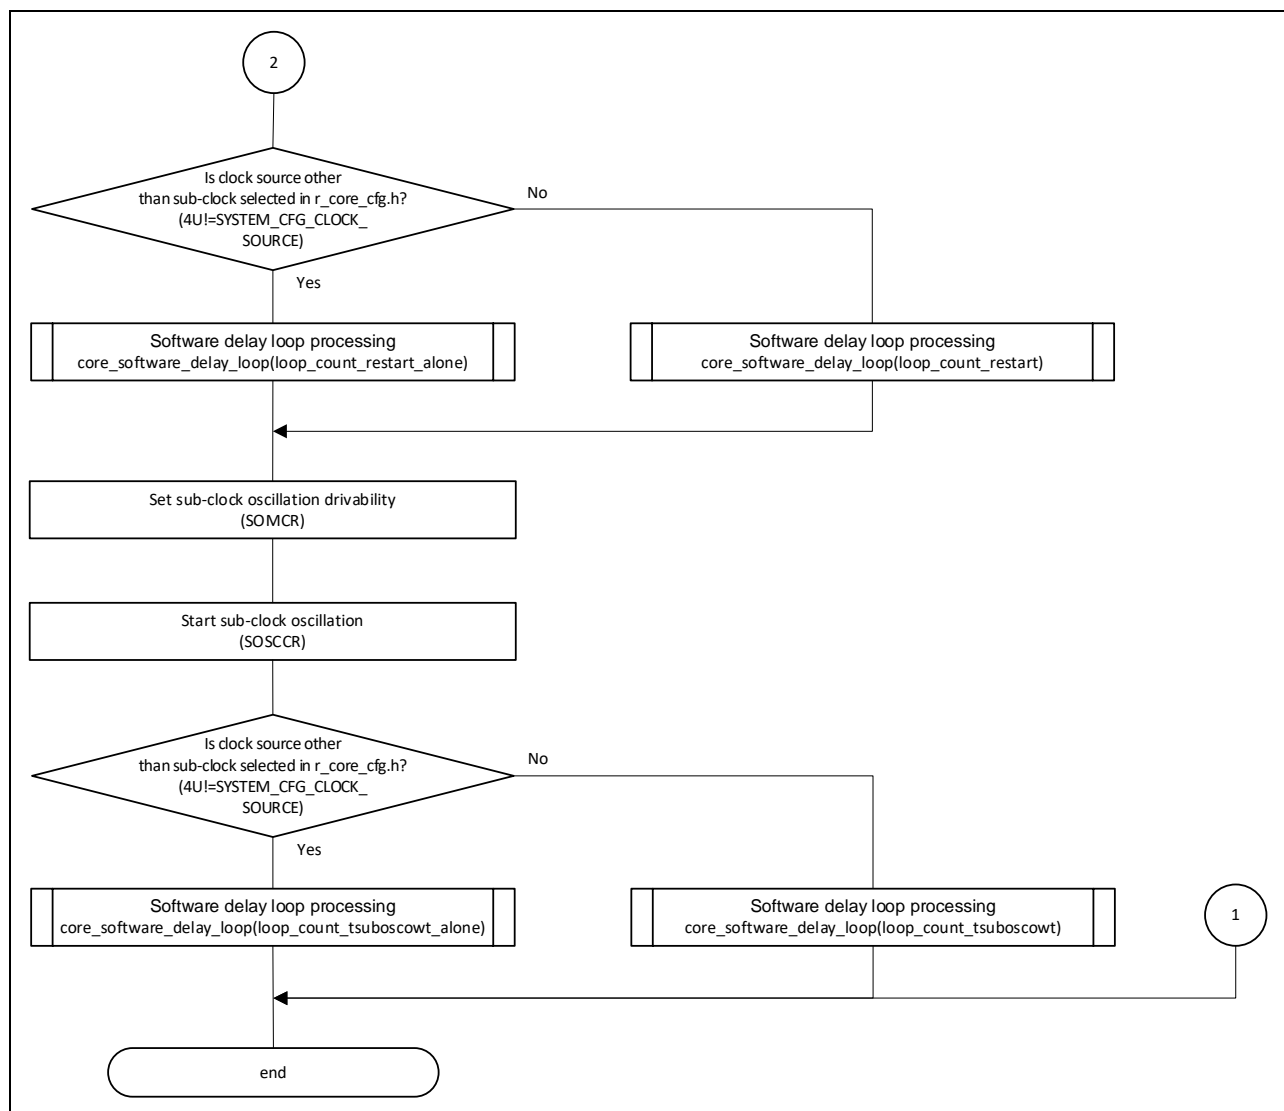 2
Is clock source other
than sub-clock selected in r_core_cfg.h?
(4U!=SYSTEM_CFG_CLOCK_
SOURCE)
No
Yes
Software delay loop processing
core_software_delay_loop(loop_count_restart_alone)
Software delay loop processing
core_software_delay_loop(loop_count_restart)
Set sub-clock oscillation drivability
(SOMCR)
Start sub-clock oscillation
(SOSCCR)
Is clock source other
than sub-clock selected in r_core_cfg.h?
(4U!=SYSTEM_CFG_CLOCK_
SOURCE)
No
Yes
Software delay loop processing
core_software_delay_loop(loop_count_tsuboscowt_alone)
Software delay loop processing
core_software_delay_loop(loop_count_tsuboscowt)
1
end